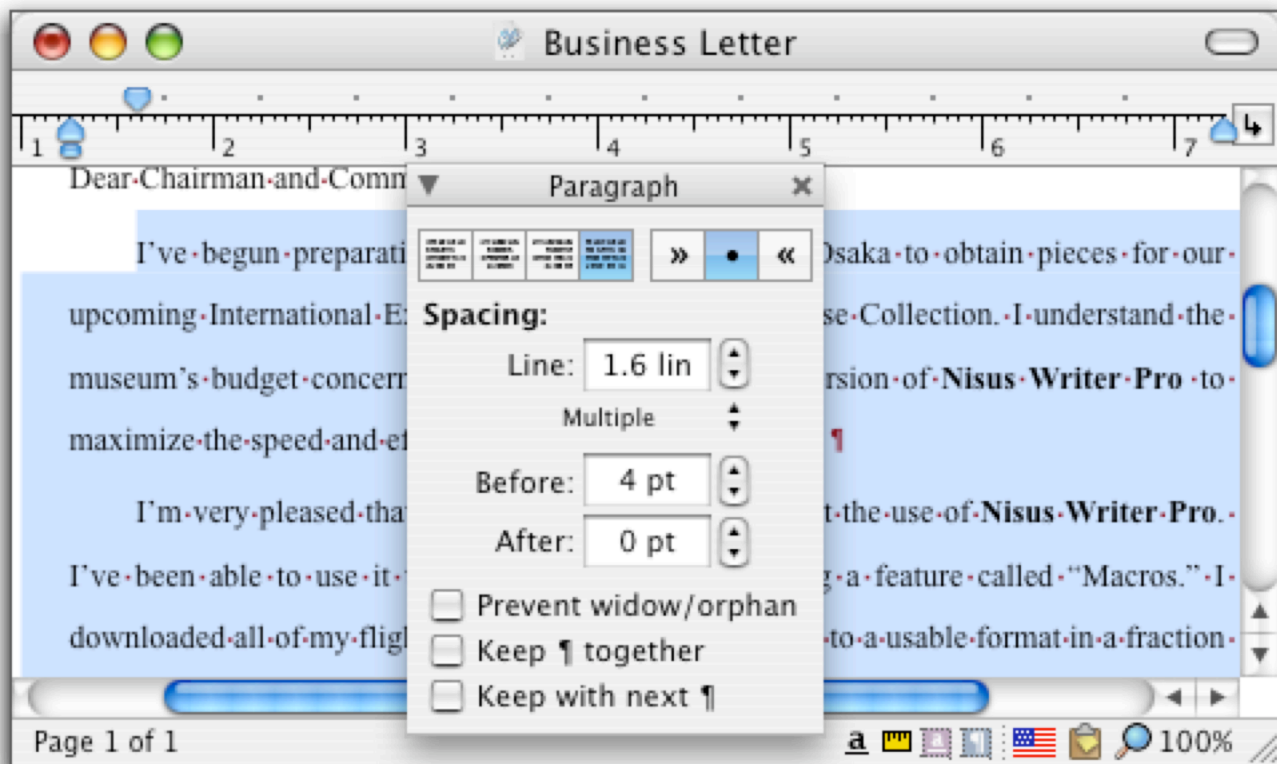 Business Letter
1 2 3 4 5 6 7
Dear·Chairman·and·Comm
Paragraph
I’ve·begun·preparati
Osaka·to·obtain·pieces·for·our·
» • «
upcoming·International·E
Spacing:
se·Collection.·I·understand·the·
Line: 1.6 lin
museum’s·budget·concern
rsion·of·Nisus·Writer·Pro·to·
Multiple
maximize·the·speed·and·ef
¶
Before: 4 pt
I’m·very·pleased·tha
t·the·use·of·Nisus·Writer·Pro.·
After: 0 pt
I’ve·been·able·to·use·it·
g·a·feature·called·“Macros.”·I·
Prevent widow/orphan
downloaded·all·of·my·flig
·to·a·usable·format·in·a·fraction·
Keep ¶ together
Keep with next ¶
Page 1 of 1
a
a
¶
100%